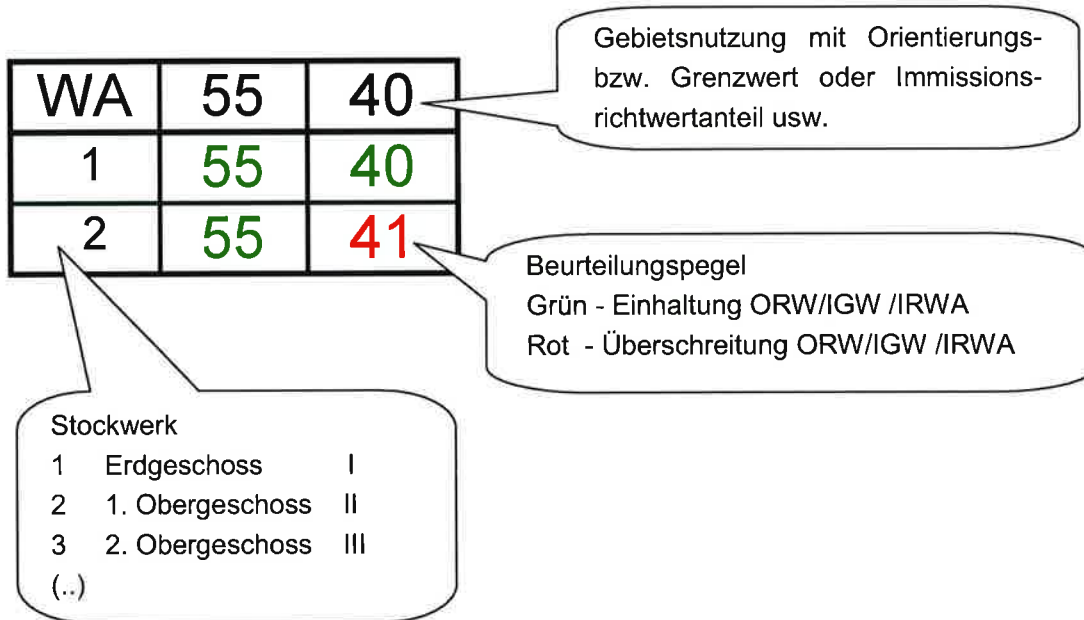 Gebietsnutzung mit Orientierungs-
bzw. Grenzwert oder Immissions-
richtwertanteil usw.
WA 55 40
1 55 40
2 55 41
Beurteilungspegel
Grün - Einhaltung ORW/IGW /IRWA
Rot - Überschreitung ORW/IGW /IRWA
Stockwerk
1 Erdgeschoss I
2 1. Obergeschoss II
3 2. Obergeschoss III
(..)